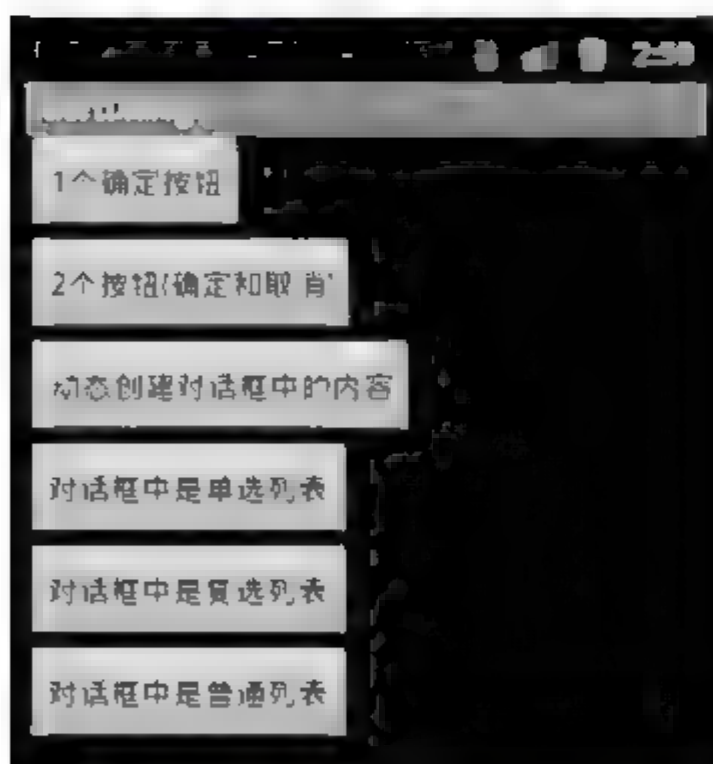 2:50
1个确定按钮
2个按钮(确定和取消)
动态创建对话框中的内容
对话框中是单选列表
对话框中是复选列表
对话框中是普通列表